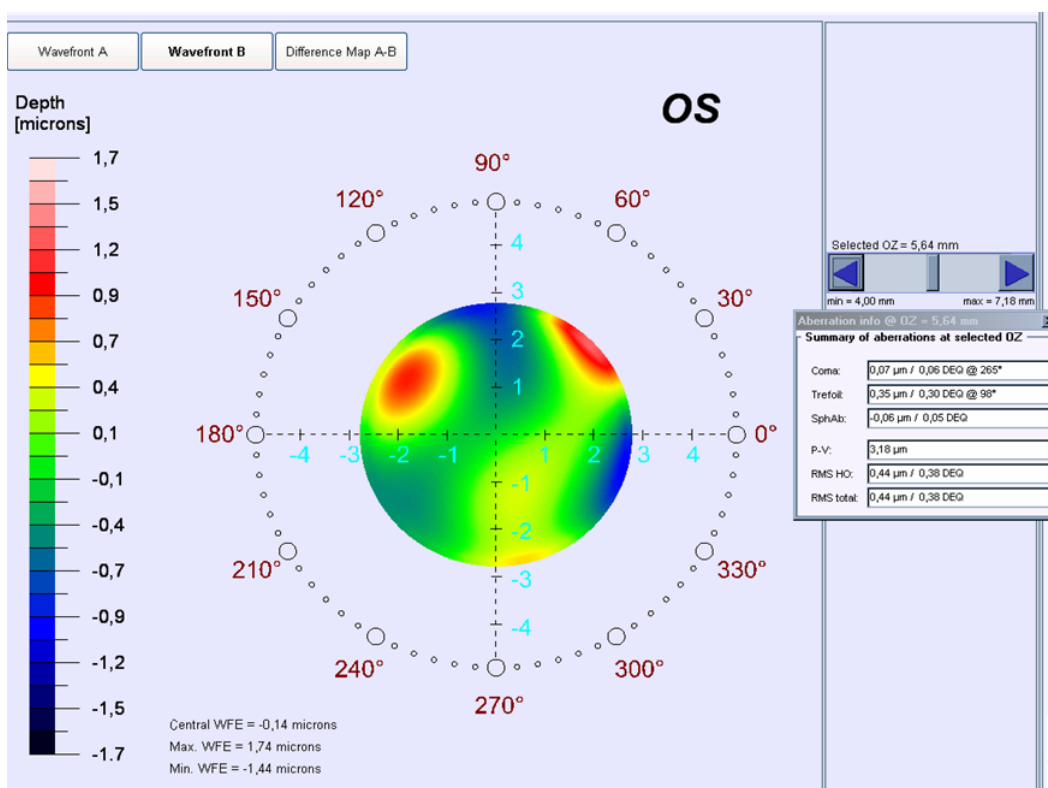 Wavefront A
Wavefront B
Difference Map A-B
Depth
[microns]
OS
1,7
1,5
1,2
0,9
0,7
0,4
0,1
-0,1
-0,4
-0,7
-0,9
-1,2
-1,5
-1.7
90°
120°
60°
150°
30°
180°
0°
210°
330°
240°
300°
270°
4
3
2
1
-4
-3
-2
-1
1
2
3
4
-1
-2
-3
-4
Central WFE = -0,14 microns
Max. WFE = 1,74 microns
Min. WFE = -1,44 microns
Selected OZ = 5,64 mm
min = 4,00 mm
max = 7,18 mm
Aberration info @ OZ = 5,64 mm
Summary of aberrations at selected OZ
Coma: 0,07 µm / 0,06 DEQ @ 265°
Trefoil: 0,35 µm / 0,30 DEQ @ 98°
SphAb: -0,06 µm / 0,05 DEQ
P-V: 3,18 µm
RMS HO: 0,44 µm / 0,38 DEQ
RMS total: 0,44 µm / 0,38 DEQ